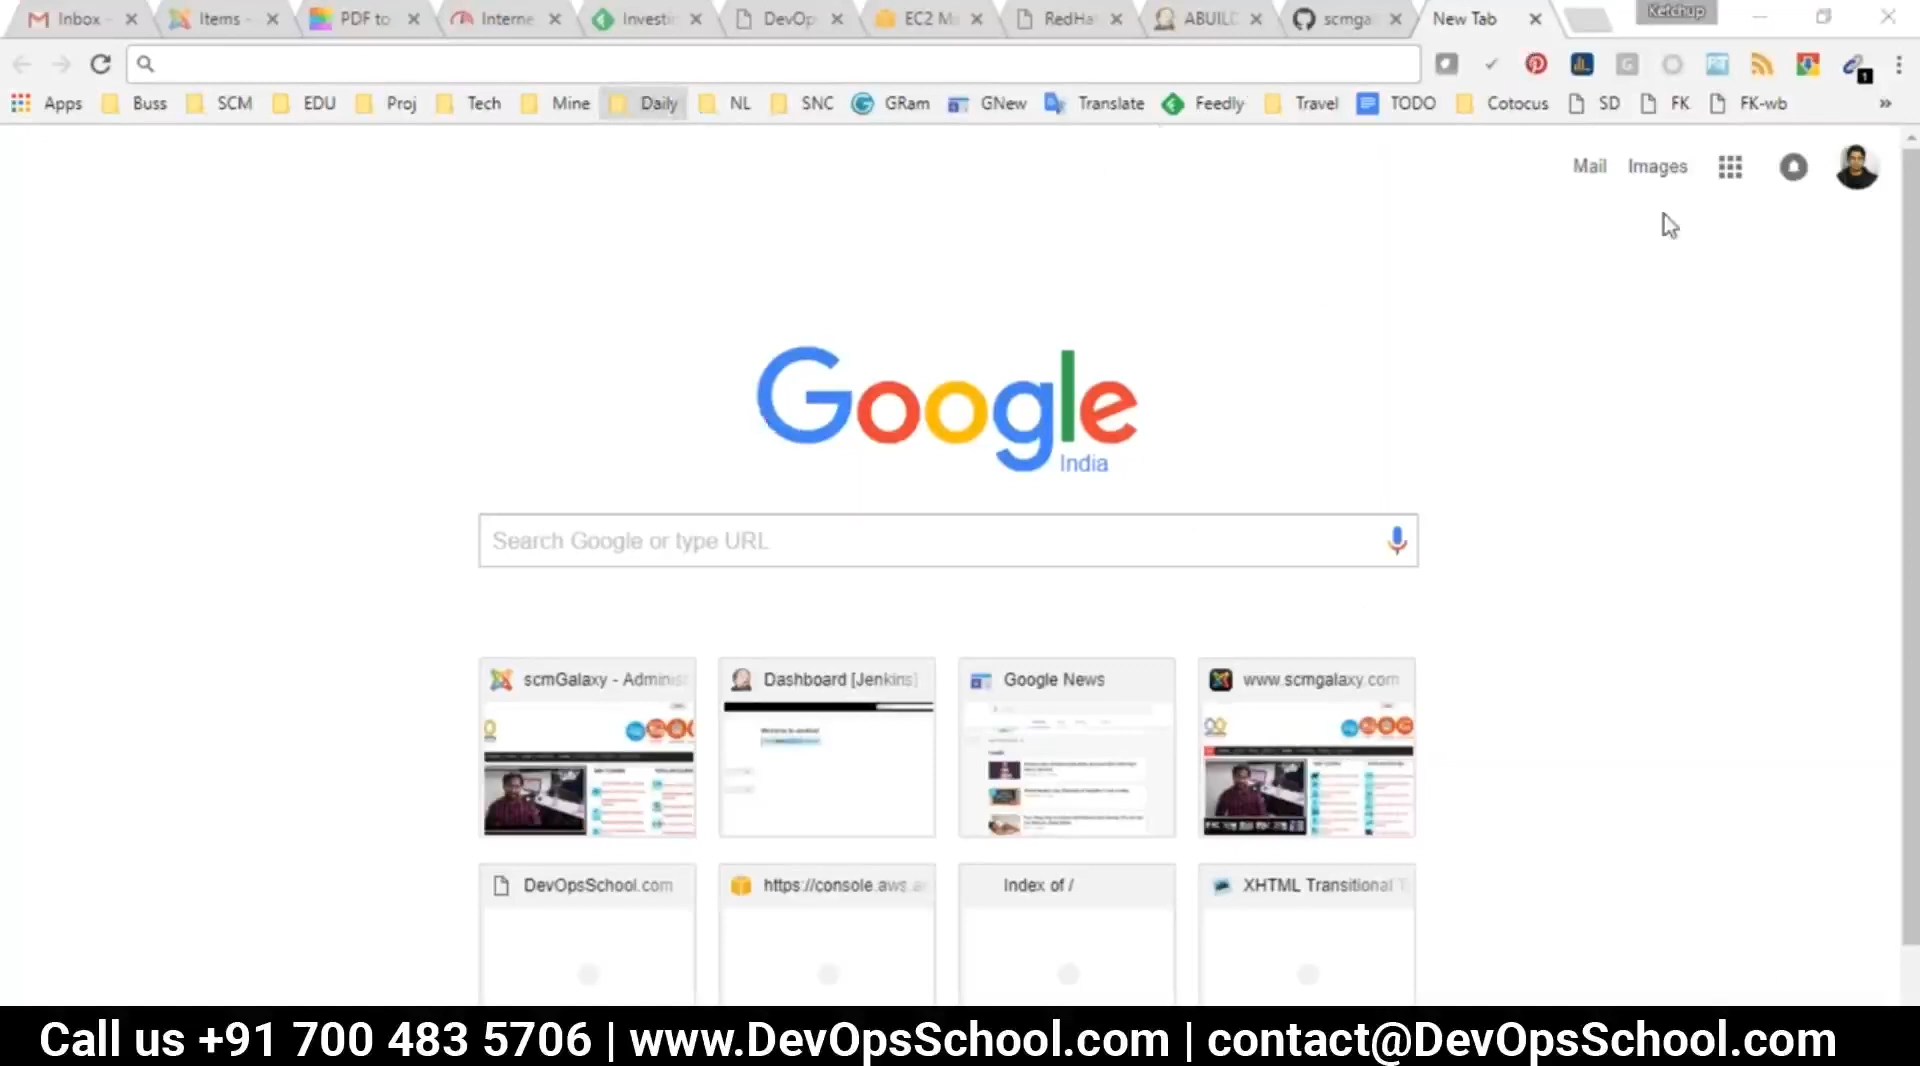 Inbox -
Items -
PDF to
Interne
Investi
DevOp
EC2 M
RedHa
ABUILD
scmga
New Tab
Ketchup
1
Apps
Buss
SCM
EDU
Proj
Tech
Mine
Daily
NL
SNC
GRam
GNew
Translate
Feedly
Travel
TODO
Cotocus
SD
FK
FK-wb
»
Mail
Images
Google
India
Search Google or type URL
scmGalaxy - Adminis
Dashboard [Jenkins]
Google News
www.scmgalaxy.com
DevOpsSchool.com
https://console.aws.a
Index of /
XHTML Transitional T
Call us +91 700 483 5706 | www.DevOpsSchool.com | contact@DevOpsSchool.com